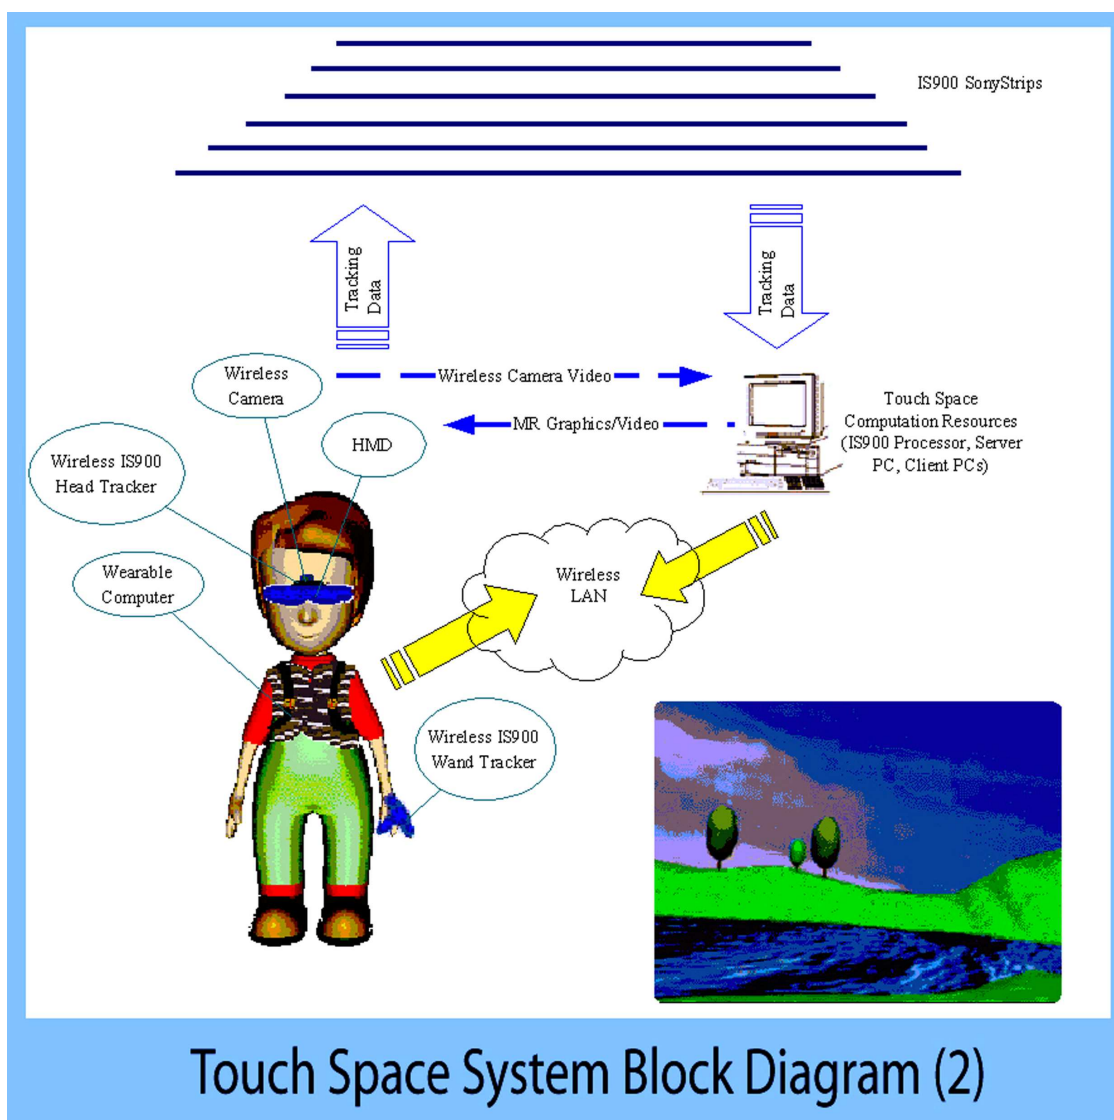 IS900 SonyStrips
Tracking
Data
Tracking
Data
Wireless
Camera
Wireless Camera Video
MR Graphics/Video
HMD
Touch Space
Computation Resources
(IS900 Processor, Server
PC, Client PCs)
Wireless IS900
Head Tracker
Wearable
Computer
Wireless
LAN
Wireless IS900
Wand Tracker
Touch Space System Block Diagram (2)